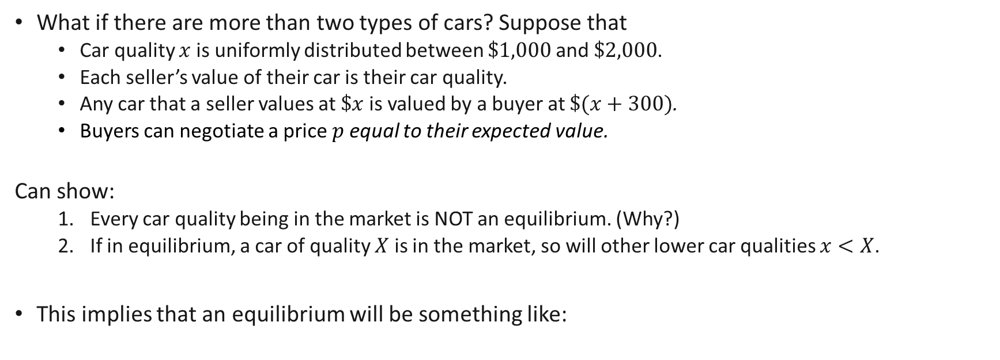 • What if there are more than two types of cars? Suppose that
• Car quality x is uniformly distributed between $1,000 and $2,000.
• Each seller’s value of their car is their car quality.
• Any car that a seller values at $x is valued by a buyer at $(x + 300).
• Buyers can negotiate a price p equal to their expected value.
Can show:
1. Every car quality being in the market is NOT an equilibrium. (Why?)
2. If in equilibrium, a car of quality X is in the market, so will other lower car qualities x < X.
• This implies that an equilibrium will be something like: